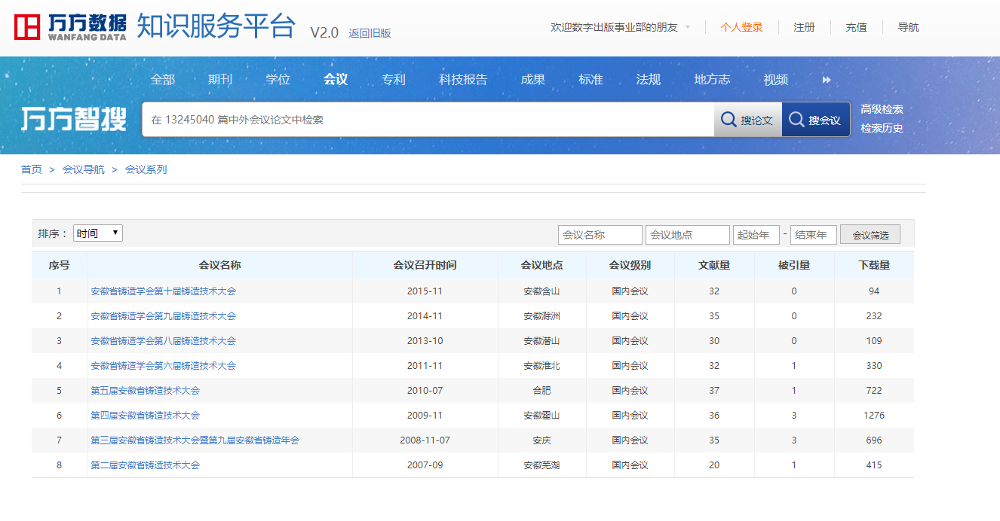 万方数据 知识服务平台 V2.0 返回旧版
WANFANG DATA
欢迎数字出版事业部的朋友 个人登录 注册 充值 导航
全部 期刊 学位 会议 专利 科技报告 成果 标准 法规 地方志 视频
万方智搜 在 13245040 篇中外会议论文中检索 搜论文 搜会议
高级检索
检索历史
首页 > 会议导航 > 会议系列
排序： 时间 会议名称 会议地点 起始年 - 结束年 会议筛选
序号 会议名称 会议召开时间 会议地点 会议级别 文献量 被引量 下载量
1 安徽省铸造学会第十届铸造技术大会 2015-11 安徽含山 国内会议 32 0 94
2 安徽省铸造学会第九届铸造技术大会 2014-11 安徽滁洲 国内会议 35 0 232
3 安徽省铸造学会第八届铸造技术大会 2013-10 安徽潜山 国内会议 30 0 109
4 安徽省铸造学会第六届铸造技术大会 2011-11 安徽淮北 国内会议 32 1 330
5 第五届安徽省铸造技术大会 2010-07 合肥 国内会议 37 1 722
6 第四届安徽省铸造技术大会 2009-11 安徽霍山 国内会议 36 3 1276
7 第三届安徽省铸造技术大会暨第九届安徽省铸造年会 2008-11-07 安庆 国内会议 35 3 696
8 第二届安徽省铸造技术大会 2007-09 安徽芜湖 国内会议 20 1 415